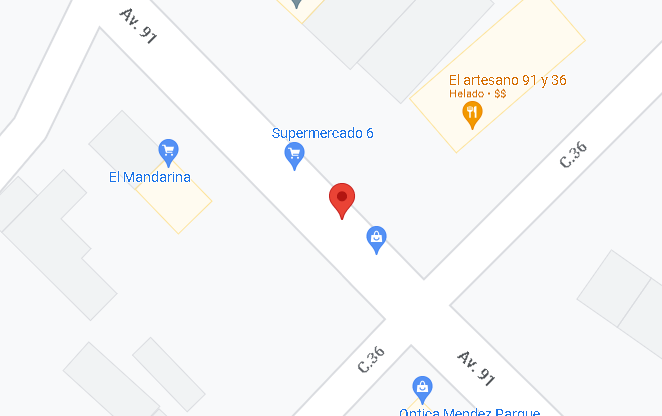 Av. 91
El artesano 91 y 36
Helado • $$
Supermercado 6
C.36
El Mandarina
C.36
Av. 91
Optica Mendez Parque